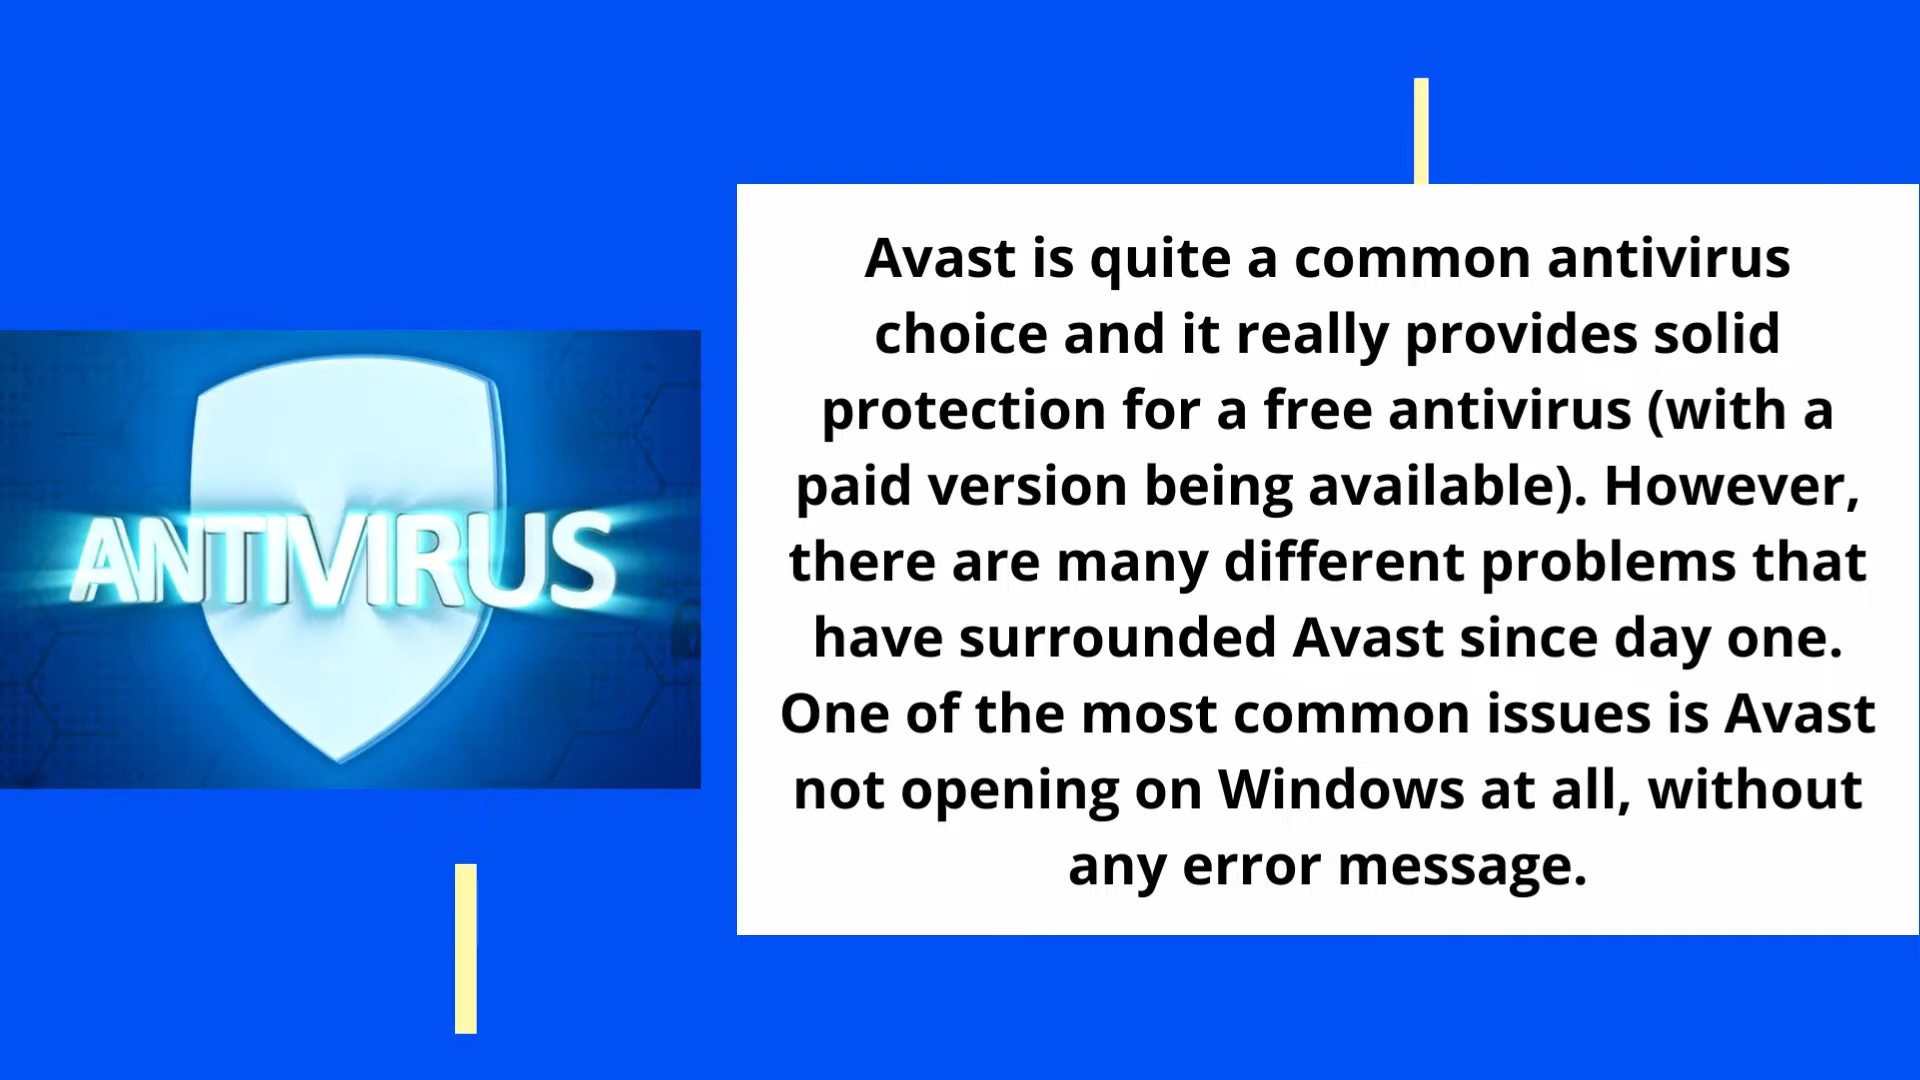 ANTIVIRUS
Avast is quite a common antivirus
choice and it really provides solid
protection for a free antivirus (with a
paid version being available). However,
there are many different problems that
have surrounded Avast since day one.
One of the most common issues is Avast
not opening on Windows at all, without
any error message.